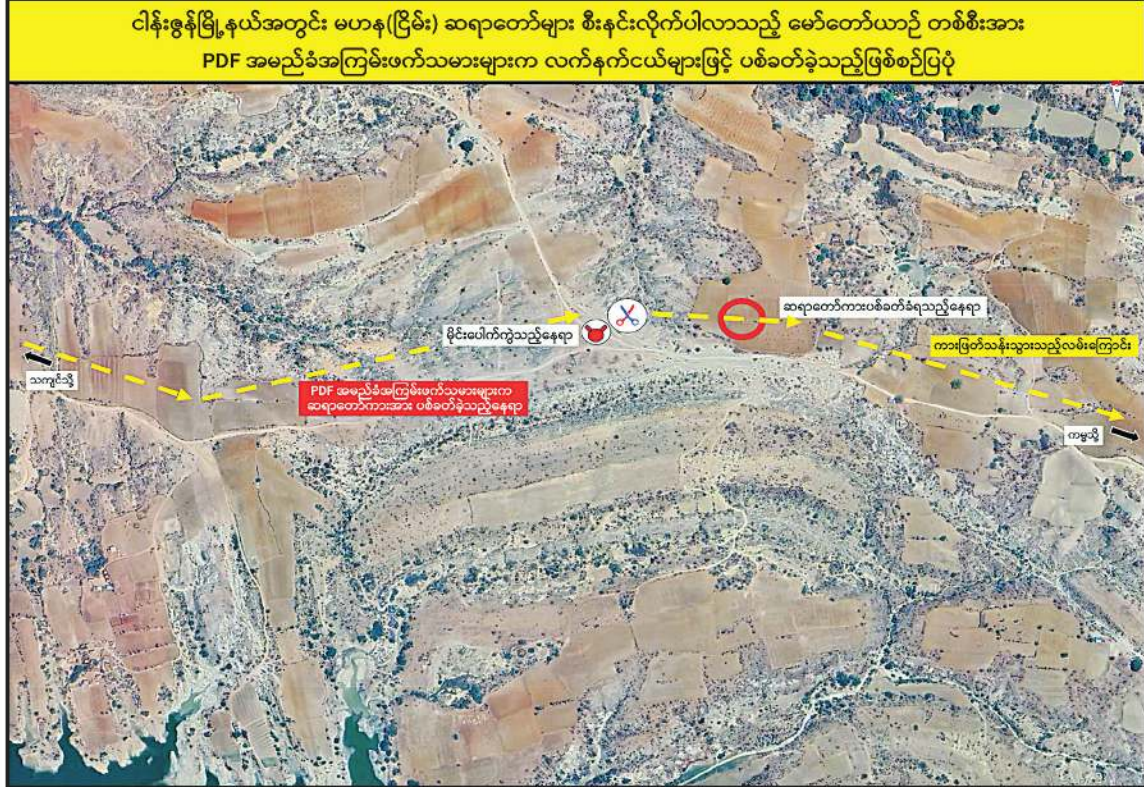 ငါန်းဇွန်မြို့နယ်အတွင်း မဟန(ငြိမ်း) ဆရာတော်များ စီးနင်းလိုက်ပါလာသည့် မော်တော်ယာဉ် တစ်စီးအား
PDF အမည်ခံအကြမ်းဖက်သမားများက လက်နက်ငယ်များဖြင့် ပစ်ခတ်ခဲ့သည့်ဖြစ်စဉ်ပြပုံ
ဆရာတော်ကားပစ်ခတ်ခံရသည့်နေရာ
မိုင်းပေါက်ကွဲသည့်နေရာ
ကားဖြတ်သန်းသွားသည့်လမ်းကြောင်း
သကျင်သို့
PDF အမည်ခံအကြမ်းဖက်သမားများက
ဆရာတော်ကားအား ပစ်ခတ်ခဲ့သည့်နေရာ
ကမ္မသို့